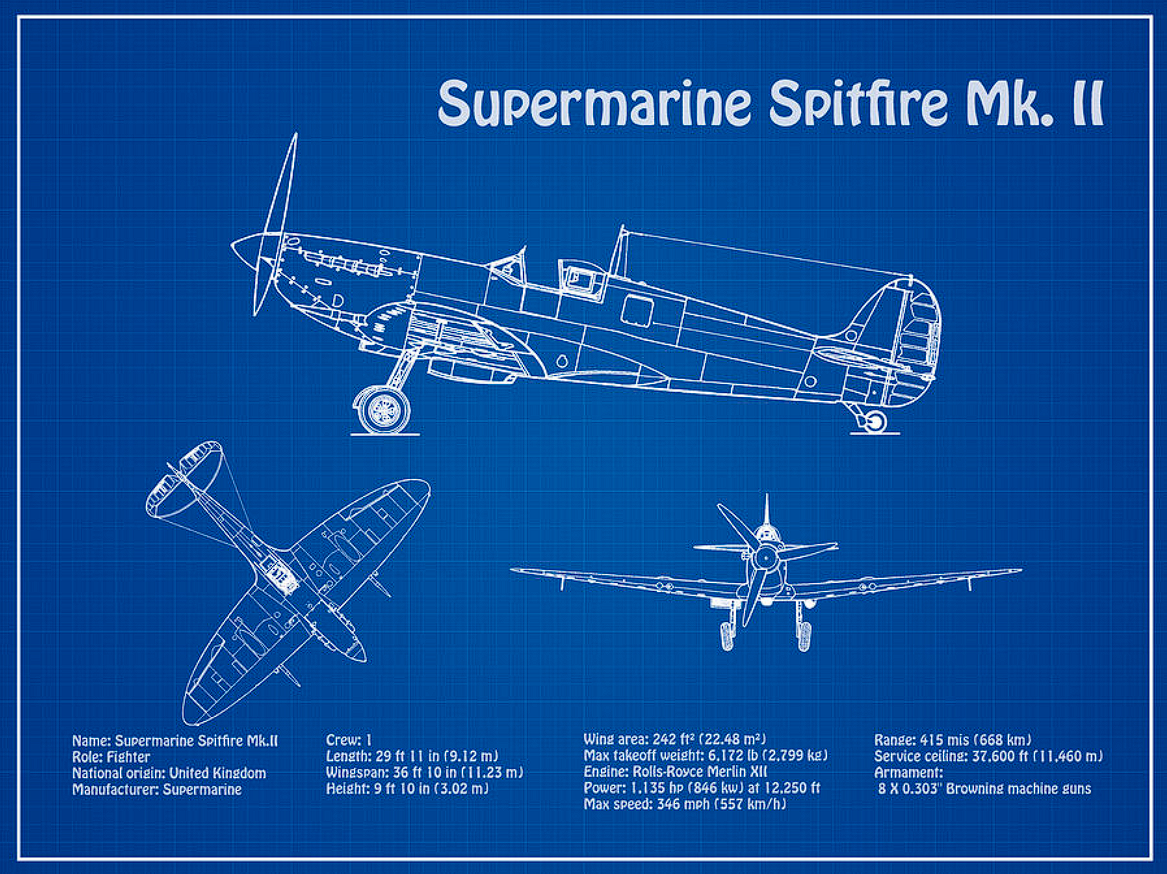 Supermarine Spitfire Mk. II
Name: Supermarine Spitfire Mk.II
Role: Fighter
National origin: United Kingdom
Manufacturer: Supermarine
Crew: 1
Length: 29 ft 11 in (9.12 m)
Wingspan: 36 ft 10 in (11.23 m)
Height: 9 ft 10 in (3.02 m)
Wing area: 242 ft² (22.48 m²)
Max takeoff weight: 6,172 lb (2,799 kg)
Engine: Rolls-Royce Merlin XII
Power: 1,135 hp (846 kw) at 12,250 ft
Max speed: 346 mph (557 km/h)
Range: 415 mis (668 km)
Service ceiling: 37,600 ft (11,460 m)
Armament:
8 X 0.303" Browning machine guns